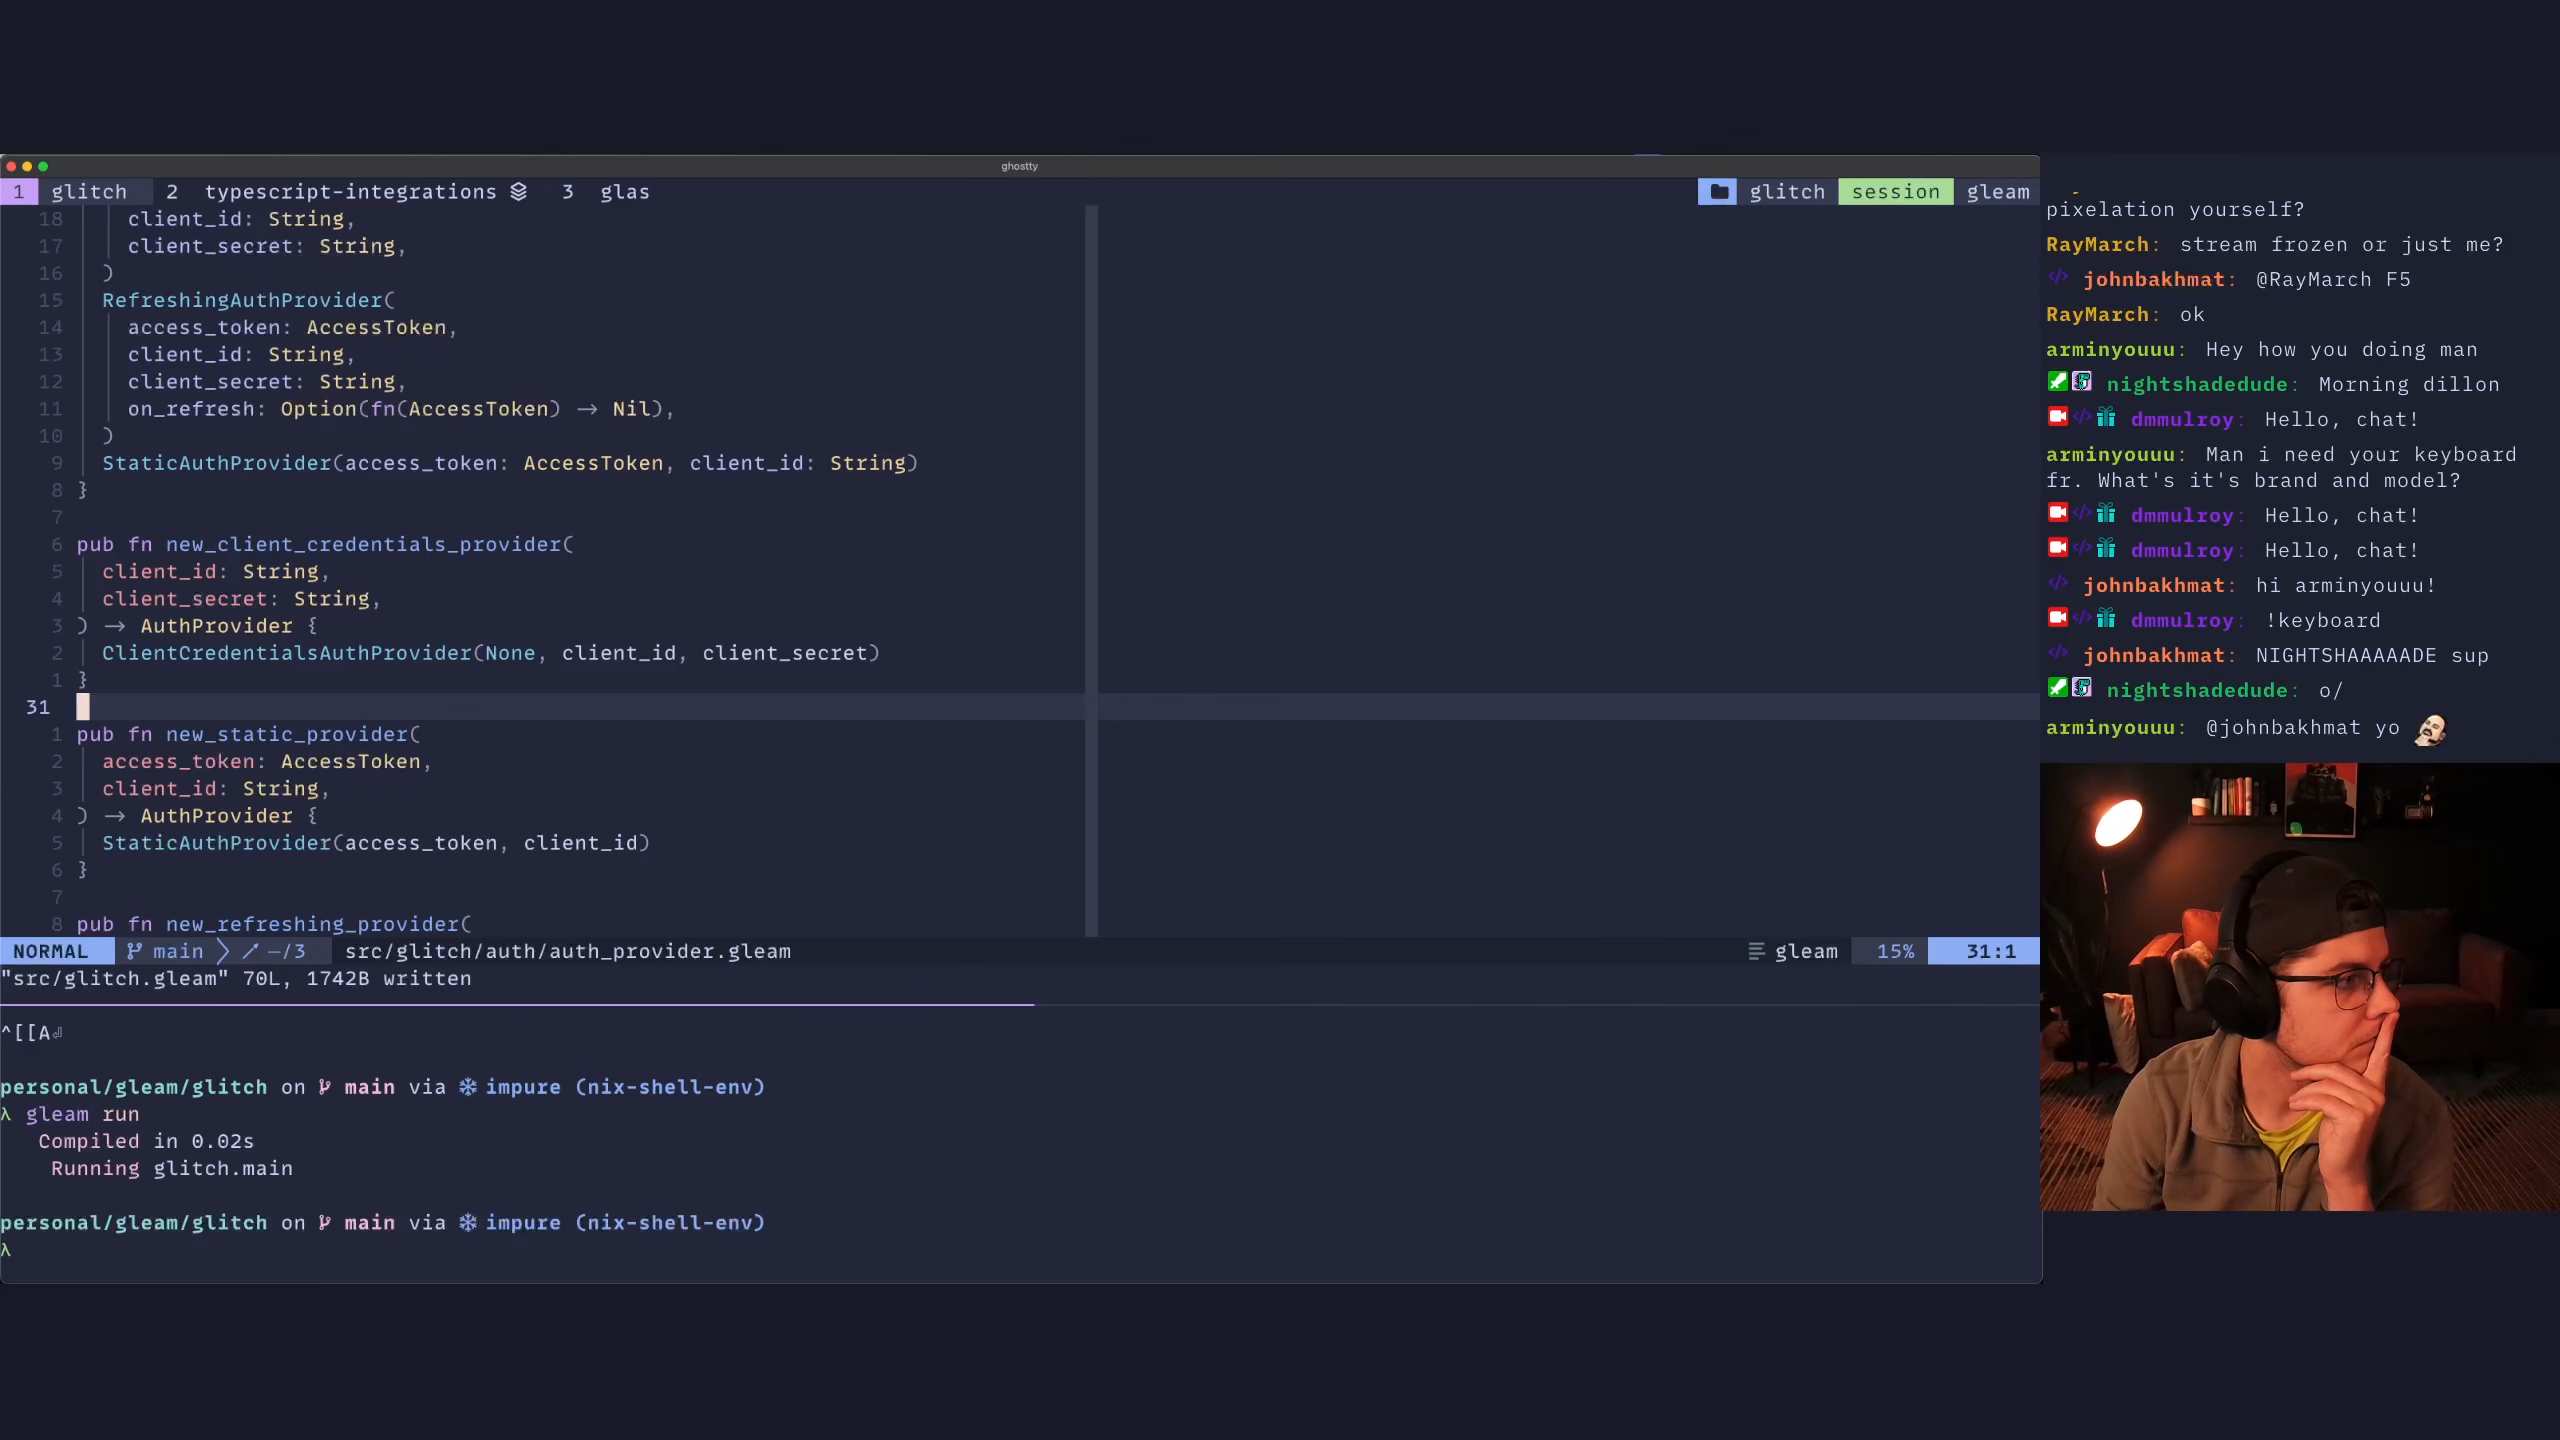 ghostty
1 glitch 2 typescript-integrations 3 glas glitch session gleam
18 client_id: String,
17 client_secret: String,
16 )
15 RefreshingAuthProvider(
14 access_token: AccessToken,
13 client_id: String,
12 client_secret: String,
11 on_refresh: Option(fn(AccessToken) -> Nil),
10 )
9 StaticAuthProvider(access_token: AccessToken, client_id: String)
8 }
7
6 pub fn new_client_credentials_provider(
5 client_id: String,
4 client_secret: String,
3 ) -> AuthProvider {
2 ClientCredentialsAuthProvider(None, client_id, client_secret)
1 }
31
1 pub fn new_static_provider(
2 access_token: AccessToken,
3 client_id: String,
4 ) -> AuthProvider {
5 StaticAuthProvider(access_token, client_id)
6 }
7
8 pub fn new_refreshing_provider(
NORMAL main —/3 src/glitch/auth/auth_provider.gleam gleam 15% 31:1
"src/glitch.gleam" 70L, 1742B written
^[[A⏎
personal/gleam/glitch on main via ❄ impure (nix-shell-env)
λ gleam run
Compiled in 0.02s
Running glitch.main
personal/gleam/glitch on main via ❄ impure (nix-shell-env)
λ
pixelation yourself?
RayMarch: stream frozen or just me?
johnbakhmat: @RayMarch F5
RayMarch: ok
arminyouuu: Hey how you doing man
nightshadedude: Morning dillon
dmmulroy: Hello, chat!
arminyouuu: Man i need your keyboard
fr. What's it's brand and model?
dmmulroy: Hello, chat!
dmmulroy: Hello, chat!
johnbakhmat: hi arminyouuu!
dmmulroy: !keyboard
johnbakhmat: NIGHTSHAAAAADE sup
nightshadedude: o/
arminyouuu: @johnbakhmat yo